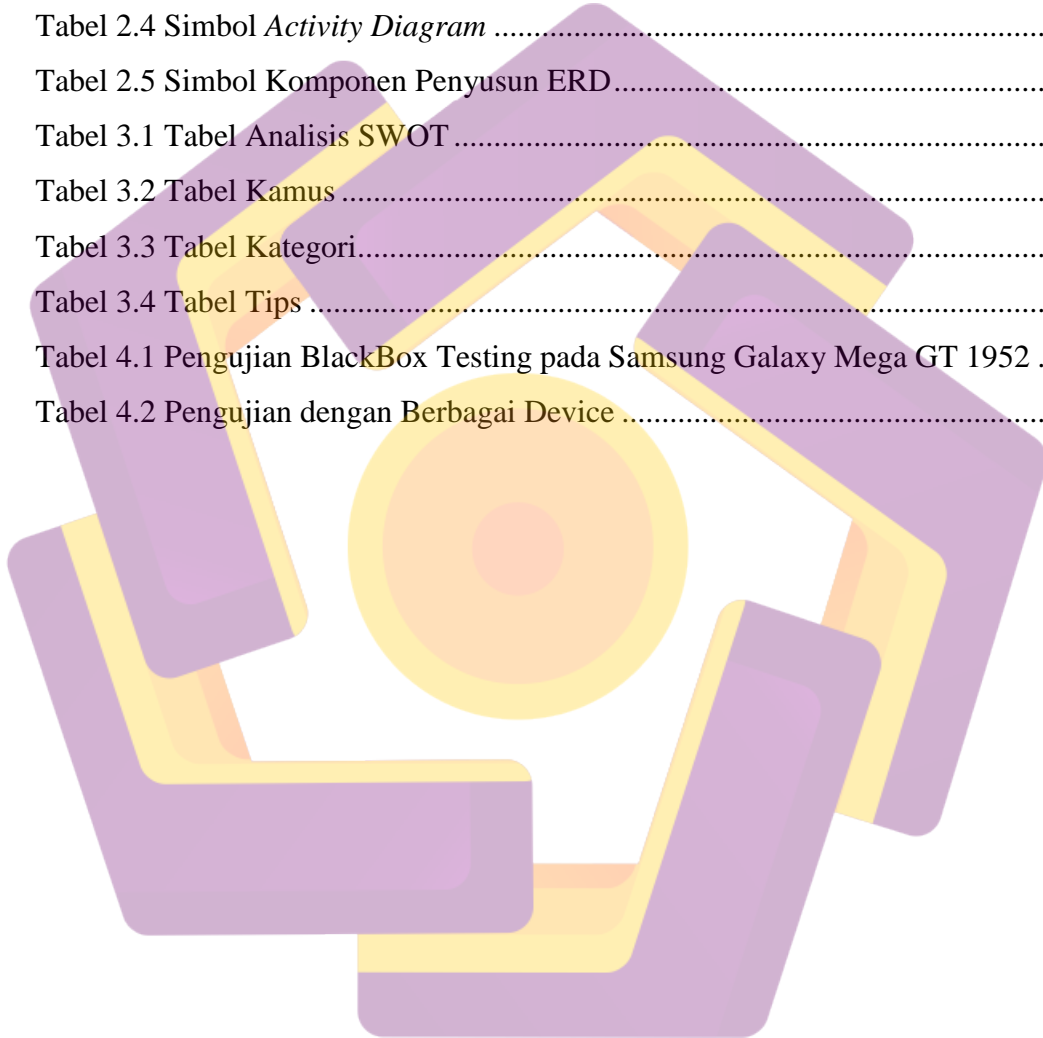 Tabel 2.4 Simbol Activity Diagram ..........................................................................
Tabel 2.5 Simbol Komponen Penyusun ERD..........................................................
Tabel 3.1 Tabel Analisis SWOT ...............................................................................
Tabel 3.2 Tabel Kamus ..............................................................................................
Tabel 3.3 Tabel Kategori...........................................................................................
Tabel 3.4 Tabel Tips .................................................................................................
Tabel 4.1 Pengujian BlackBox Testing pada Samsung Galaxy Mega GT 1952 .
Tabel 4.2 Pengujian dengan Berbagai Device .........................................................